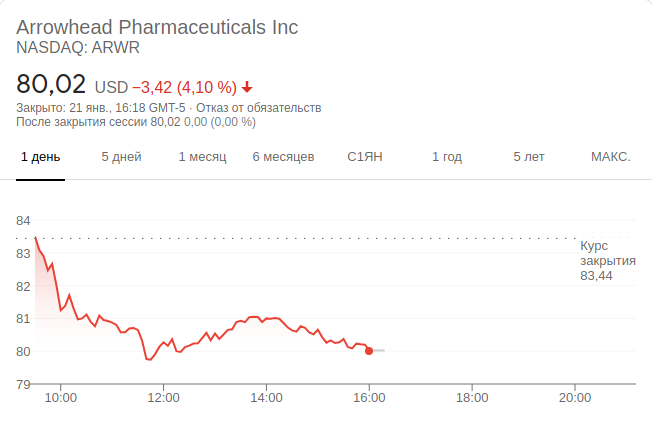 Arrowhead Pharmaceuticals Inc
NASDAQ: ARWR
80,02 USD −3,42 (4,10 %)
Закрыто: 21 янв., 16:18 GMT-5 · Отказ от обязательств
После закрытия сессии 80,02 0,00 (0,00 %)
1 день 5 дней 1 месяц 6 месяцев С1ЯН 1 год 5 лет МАКС.
84
Курс
83
закрытия
83,44
82
81
80
79
10:00 12:00 14:00 16:00 18:00 20:00